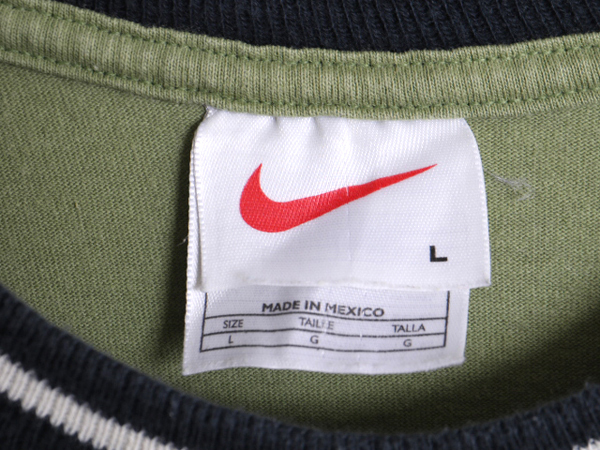 L
MADE IN MEXICO
SIZE TAILLE TALLA
L G G